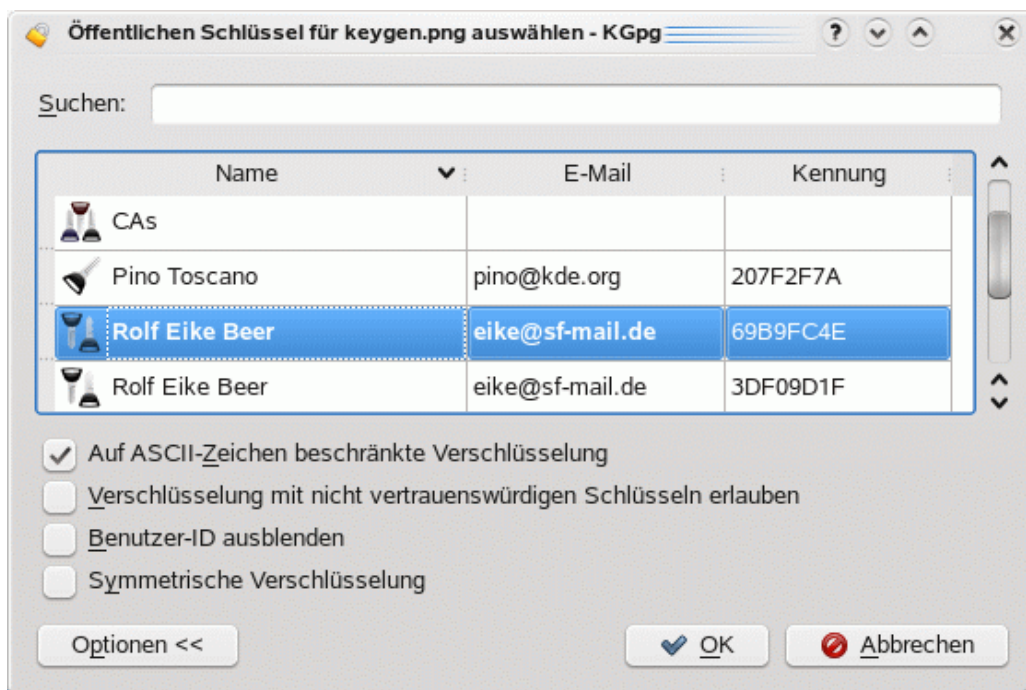 Öffentlichen Schlüssel für keygen.png auswählen - KGpg
Suchen:
Name E-Mail Kennung
CAs
Pino Toscano pino@kde.org 207F2F7A
Rolf Eike Beer eike@sf-mail.de 69B9FC4E
Rolf Eike Beer eike@sf-mail.de 3DF09D1F
Auf ASCII-Zeichen beschränkte Verschlüsselung
Verschlüsselung mit nicht vertrauenswürdigen Schlüsseln erlauben
Benutzer-ID ausblenden
Symmetrische Verschlüsselung
Optionen << OK Abbrechen